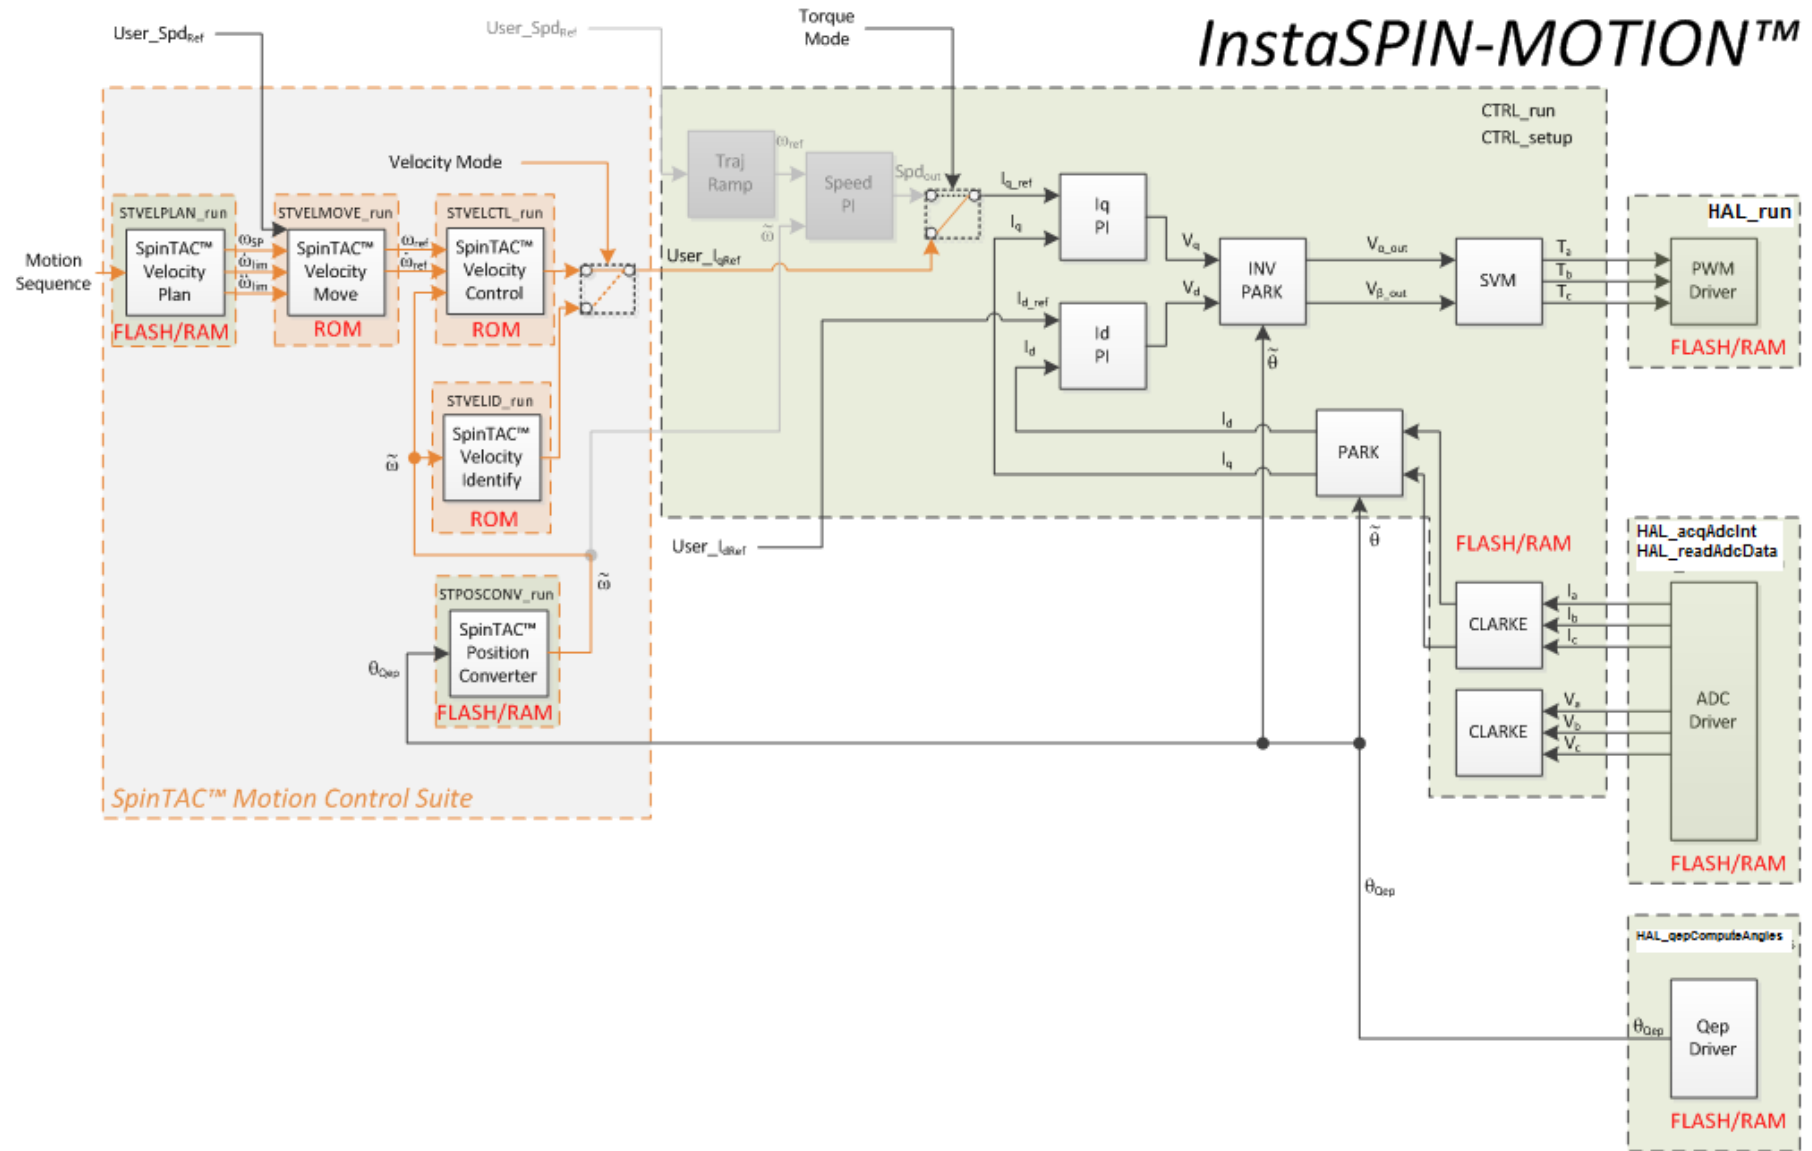 InstaSPIN-MOTION™
User_SpdRef
User_SpdRef
Torque
Mode
CTRL_run
CTRL_setup
Velocity Mode
Motion
Sequence
STVELPLAN_run
SpinTAC™
Velocity
Plan
FLASH/RAM
ωSP
ω̇lim
ω̈lim
STVELMOVE_run
SpinTAC™
Velocity
Move
ROM
ωref
ω̇ref
STVELCTL_run
SpinTAC™
Velocity
Control
ROM
STVELID_run
SpinTAC™
Velocity
Identify
ROM
ω̃
ω̃
STPOSCONV_run
SpinTAC™
Position
Converter
FLASH/RAM
θQep
SpinTAC™ Motion Control Suite
Traj
Ramp
ωref
Speed
PI
ω̃
Spdout
User_IqRef
Iq_ref
Iq
Iq
PI
Id_ref
Id
Id
PI
User_IdRef
Vq
Vd
INV
PARK
θ̃
Vα_out
Vβ_out
SVM
Ta
Tb
Tc
HAL_run
PWM
Driver
FLASH/RAM
Id
Iq
PARK
θ̃
FLASH/RAM
CLARKE
Ia
Ib
Ic
CLARKE
Va
Vb
Vc
HAL_acqAdcInt
HAL_readAdcData
ADC
Driver
FLASH/RAM
θQep
HAL_qepComputeAngles
θQep
Qep
Driver
FLASH/RAM